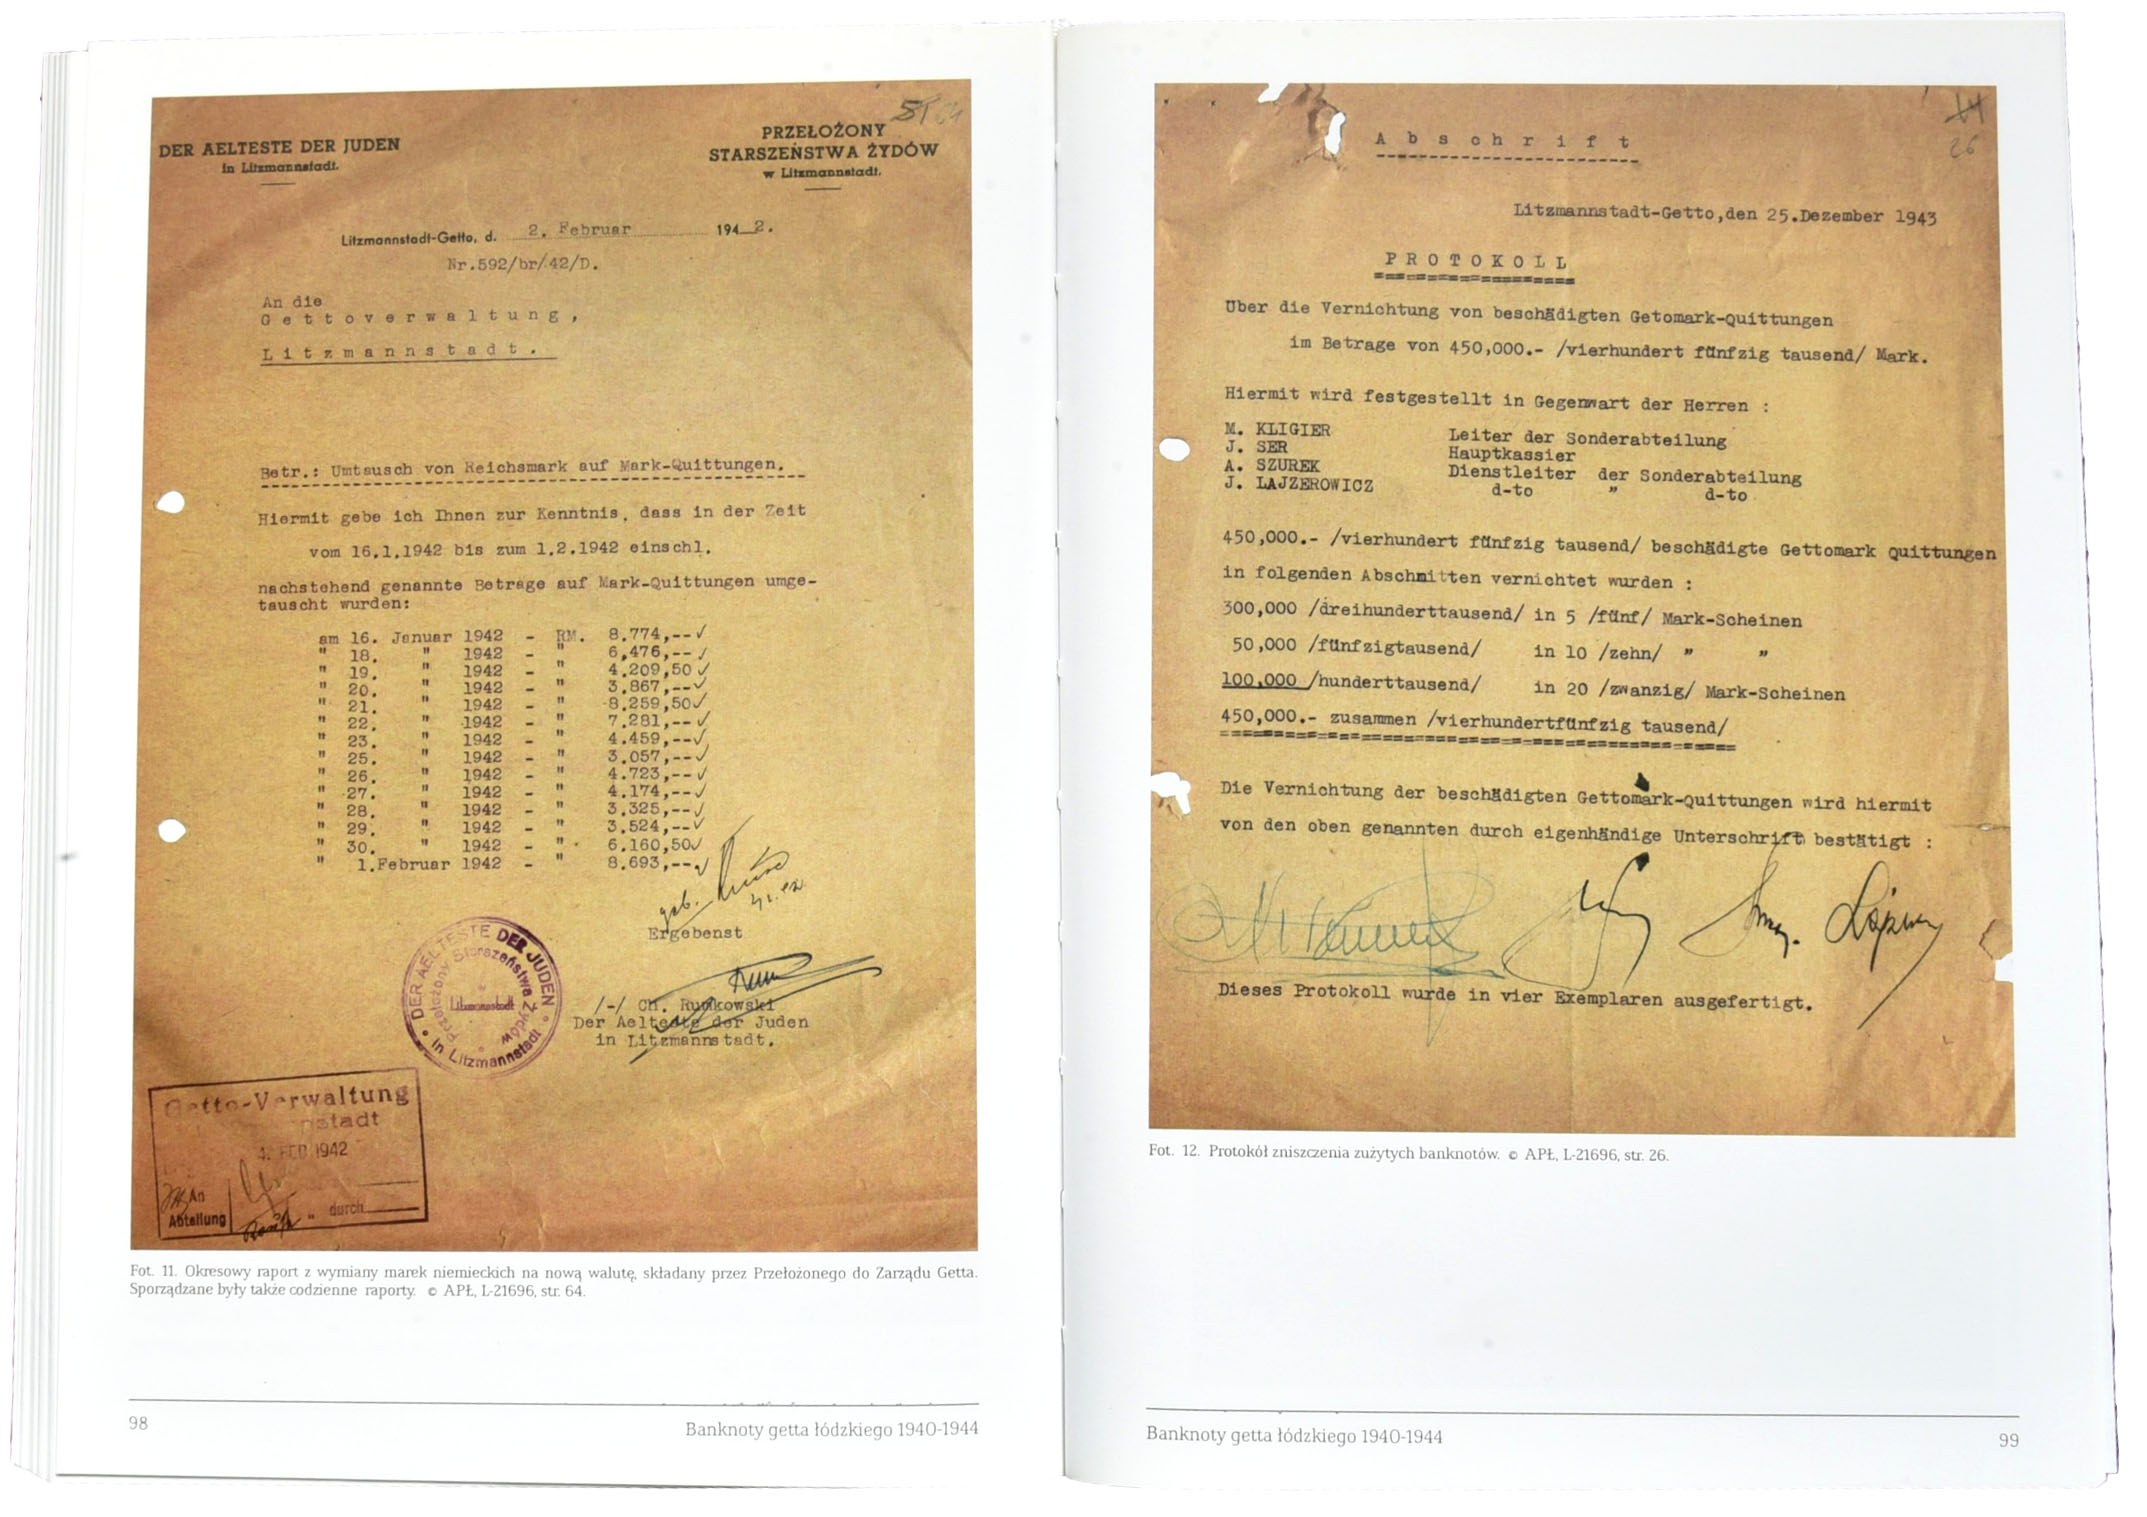 DER AELTESTE DER JUDEN
in Litzmannstadt.
PRZEŁOŻONY
STARSZEŃSTWA ŻYDÓW
w Litzmannstadt.
Litzmannstadt-Getto, d. 2. Februar 1942.
Nr.592/br/42/D.
An die
Gettoverwaltung,
Litzmannstadt.
Betr.: Umtausch von Reichsmark auf Mark-Quittungen.
Hiermit gebe ich Ihnen zur Kenntnis, dass in der Zeit
vom 16.1.1942 bis zum 1.2.1942 einschl.
nachstehend genannte Betrage auf Mark-Quittungen umge-
tauscht wurden:
am 16. Januar 1942 - RM. 8.774,--
" 18. " 1942 - " 6,476,--
" 19. " 1942 - " 4.209,50
" 20. " 1942 - " 3.867,--
" 21. " 1942 - " 8.259,50
" 22. " 1942 - " 7.281,--
" 23. " 1942 - " 4.459,--
" 25. " 1942 - " 3.057,--
" 26. " 1942 - " 4.723,--
" 27. " 1942 - " 4.174,--
" 28. " 1942 - " 3.325,--
" 29. " 1942 - " 3.524,--
" 30. " 1942 - " 6.160,50
" 1.Februar 1942 - " 8.693,--
Ergebenst
/-/ Ch. Rumkowski
Der Aelteste der Juden
in Litzmannstadt.
DER AELTESTE DER JUDEN
in Litzmannstadt
Przełożony Starszeństwa Żydów
Litzmannstadt
Getto-Verwaltung
4. FEB 1942
An
Abteilung
durch
Fot. 11. Okresowy raport z wymiany marek niemieckich na nową walutę, składany przez Przełożonego do Zarządu Getta.
Sporządzane były także codzienne raporty. © APŁ, L-21696, str. 64.
98
Banknoty getta łódzkiego 1940-1944
26
Abschrift
Litzmannstadt-Getto,den 25.Dezember 1943
PROTOKOLL
Über die Vernichtung von beschädigten Getomark-Quittungen
im Betrage von 450,000.- /vierhundert fünfzig tausend/ Mark.
Hiermit wird festgestellt in Gegenwart der Herren :
M. KLIGIER Leiter der Sonderabteilung
J. SER Hauptkassier
A. SZUREK Dienstleiter der Sonderabteilung
J. LAJZEROWICZ d-to " d-to
450,000.- /vierhundert fünfzig tausend/ beschädigte Gettomark Quittungen
in folgenden Abschnitten vernichtet wurden :
300,000 /dreihunderttausend/ in 5 /fünf/ Mark-Scheinen
50,000 /fünfzigtausend/ in 10 /zehn/ " "
100,000 /hunderttausend/ in 20 /zwanzig/ Mark-Scheinen
450,000.- zusammen /vierhundertfünfzig tausend/
Die Vernichtung der beschädigten Gettomark-Quittungen wird hiermit
von den oben genannten durch eigenhändige Unterschrift bestätigt :
Dieses Protokoll wurde in vier Exemplaren ausgefertigt.
Fot. 12. Protokół zniszczenia zużytych banknotów. © APŁ, L-21696, str. 26.
Banknoty getta łódzkiego 1940-1944
99